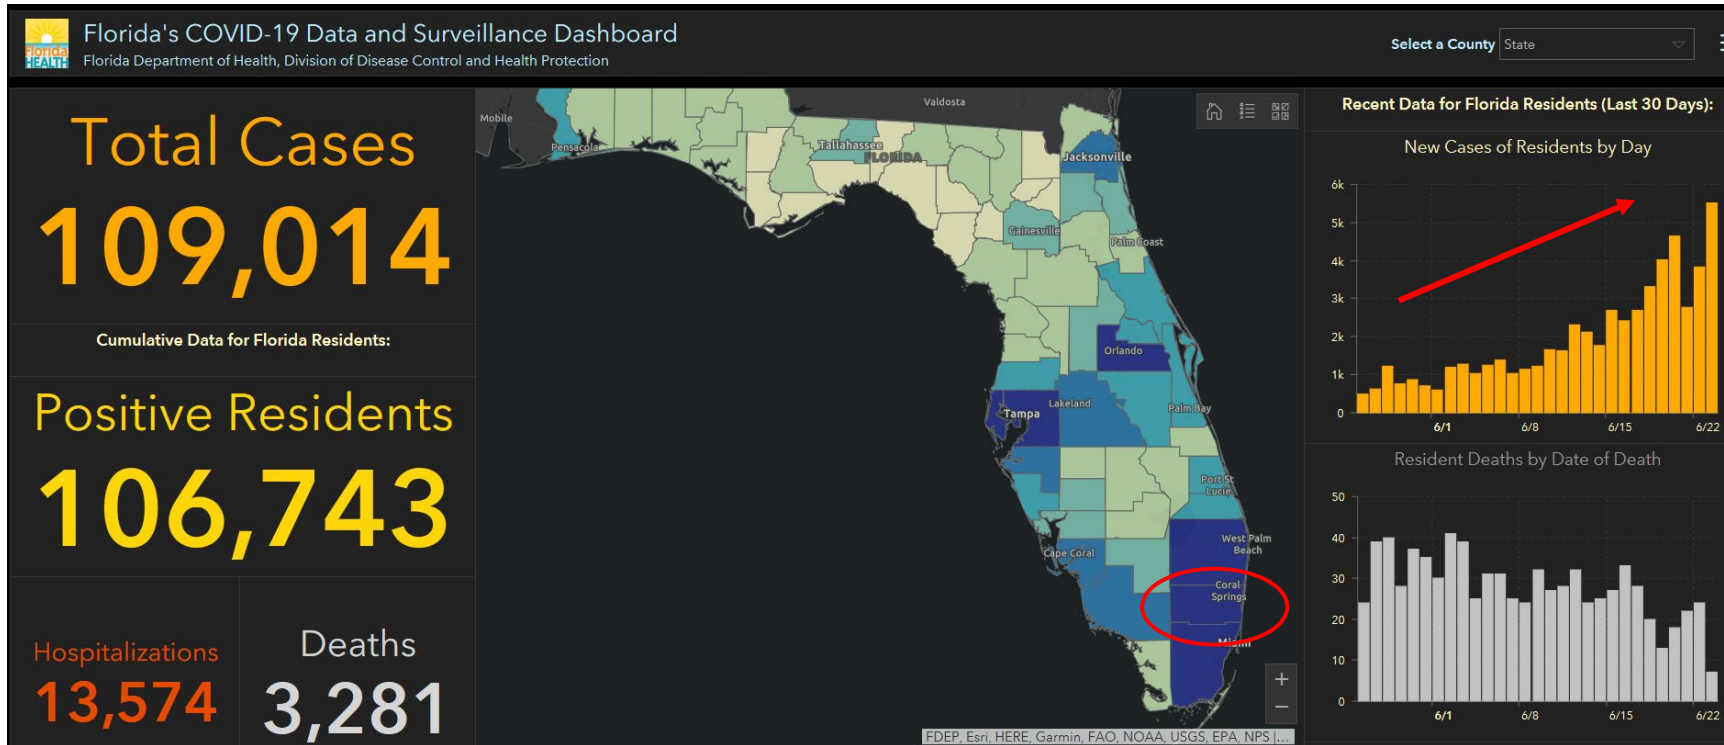 Florida HEALTH
Florida's COVID-19 Data and Surveillance Dashboard
Florida Department of Health, Division of Disease Control and Health Protection
Select a County State
Total Cases
109,014
Cumulative Data for Florida Residents:
Positive Residents
106,743
Hospitalizations
13,574
Deaths
3,281
Mobile
Pensacola
Valdosta
Tallahassee
FLORIDA
Jacksonville
Gainesville
Palm Coast
Orlando
Tampa
Lakeland
Palm Bay
Port St
Lucie
Cape Coral
West Palm
Beach
Coral
Springs
Miami
+
−
FDEP, Esri, HERE, Garmin, FAO, NOAA, USGS, EPA, NPS |...
Recent Data for Florida Residents (Last 30 Days):
New Cases of Residents by Day
6k
5k
4k
3k
2k
1k
0
6/1 6/8 6/15 6/22
Resident Deaths by Date of Death
50
40
30
20
10
0
6/1 6/8 6/15 6/22